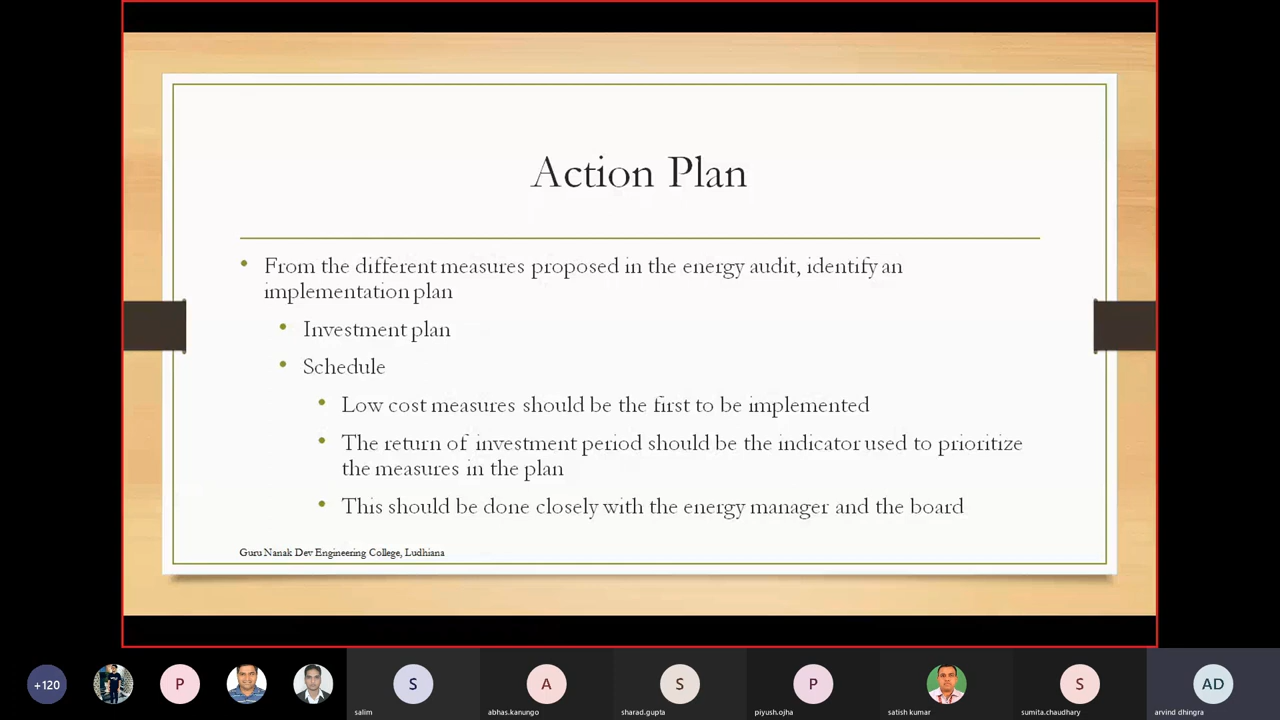 Action Plan
From the different measures proposed in the energy audit, identify an
implementation plan
Investment plan
Schedule
Low cost measures should be the first to be implemented
The return of investment period should be the indicator used to prioritize
the measures in the plan
This should be done closely with the energy manager and the board
Guru Nanak Dev Engineering College, Ludhiana
+120
P
S
A
S
P
S
AD
salim
abhas.kanungo
sharad.gupta
piyush.ojha
satish kumar
sumita.chaudhary
arvind dhingra